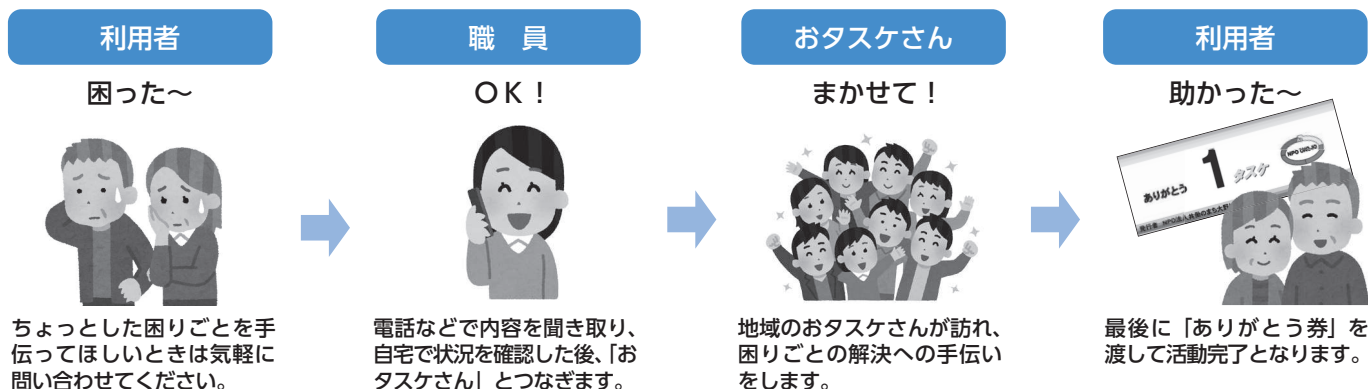 利用者
困った〜
ちょっとした困りごとを手
伝ってほしいときは気軽に
問い合わせてください。
職　員
ＯＫ！
電話などで内容を聞き取り、
自宅で状況を確認した後、「お
タスケさん」とつなぎます。
おタスケさん
まかせて！
地域のおタスケさんが訪れ、
困りごとの解決への手伝い
をします。
利用者
助かった〜
ありがとう 1 タスケ
最後に「ありがとう券」を
渡して活動完了となります。